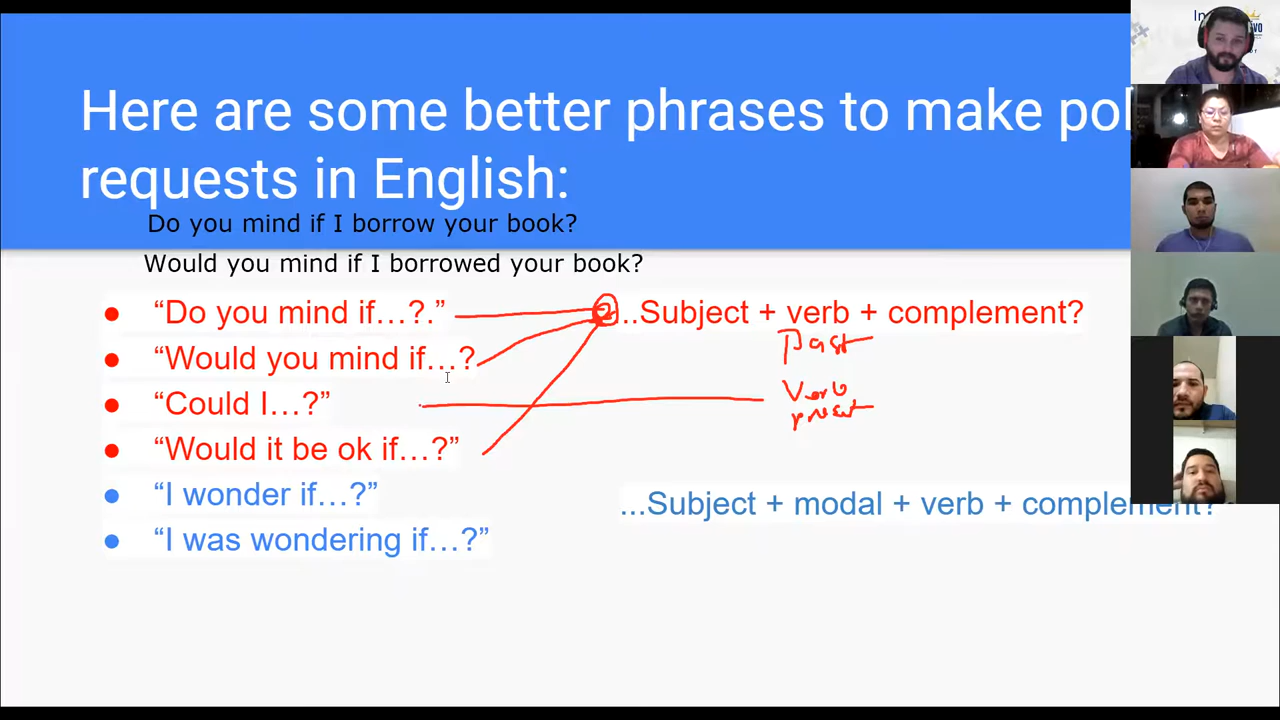 Here are some better phrases to make
requests in English:
Do you mind if I borrow your book?
Would you mind if I borrowed your book?
● “Do you mind if…?.” ...Subject + verb + complement?
Past
● “Would you mind if…?
● “Could I…?” Verb
present
● “Would it be ok if…?”
● “I wonder if…?” ...Subject + modal + verb + complement?
● “I was wondering if…?”